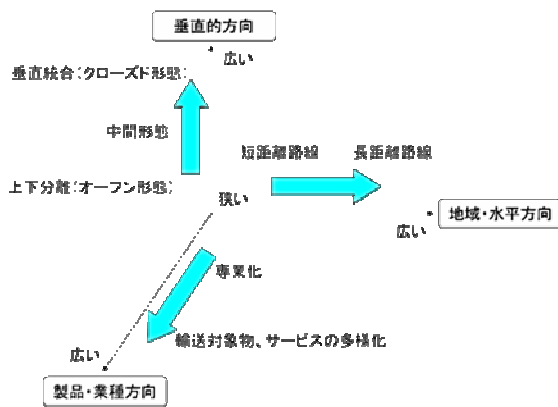 垂直的方向
広い
垂直統合:(クローズド形態)
中間形態
短距離路線
長距離路線
上下分離:(オープン形態)
狭い
地域・水平方向
広い
専業化
輸送対象物、サービスの多様化
広い
製品・業種方向